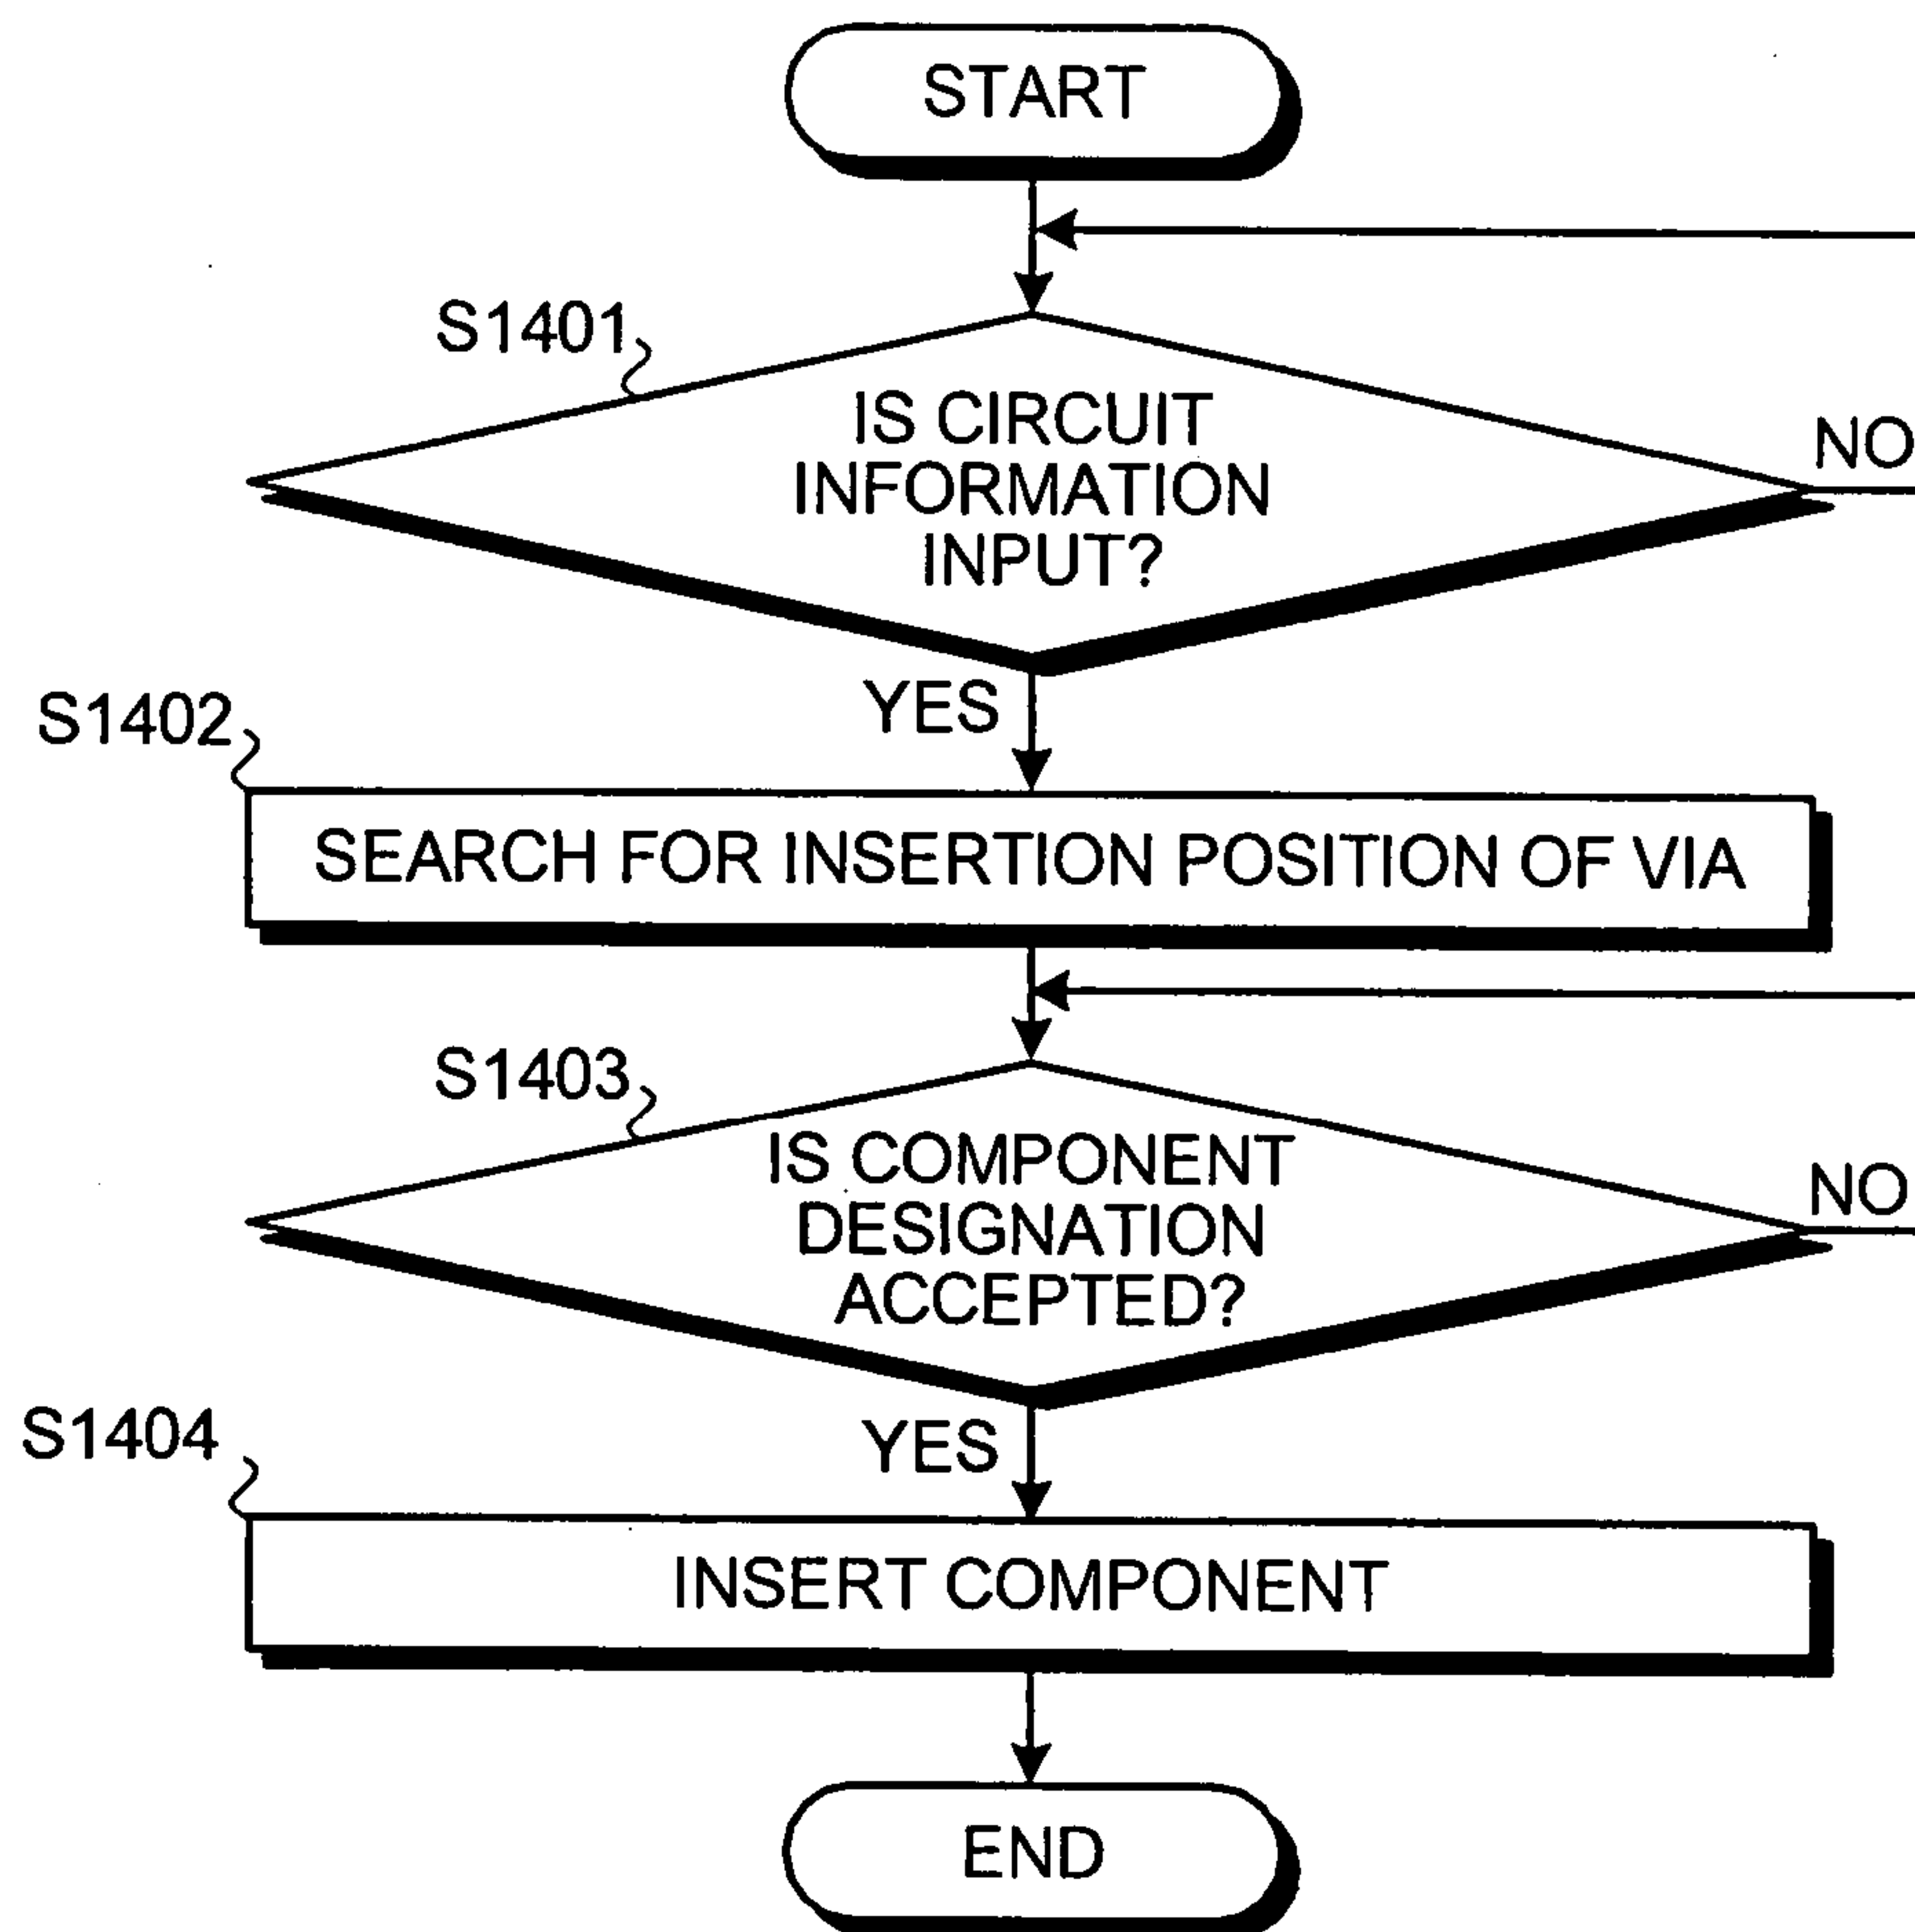 START
S1401
IS CIRCUIT
INFORMATION
INPUT?
NO
YES
S1402
SEARCH FOR INSERTION POSITION OF VIA
S1403
IS COMPONENT
DESIGNATION
ACCEPTED?
NO
YES
S1404
INSERT COMPONENT
END